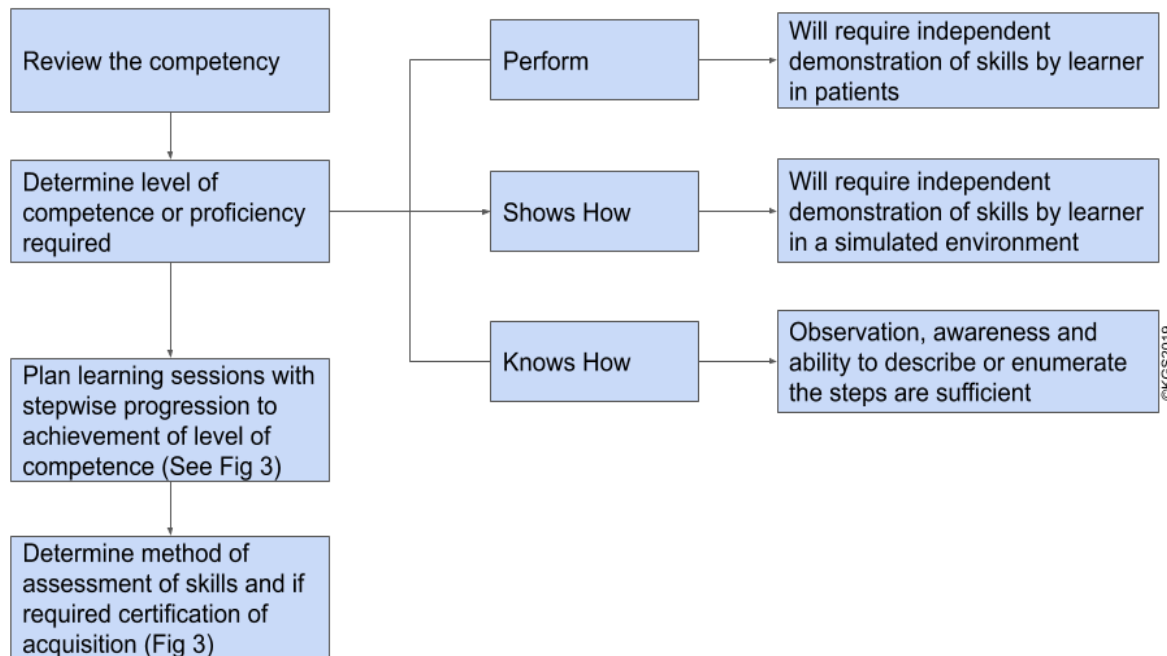 Review the competency
Determine level of
competence or proficiency
required
Plan learning sessions with
stepwise progression to
achievement of level of
competence (See Fig 3)
Determine method of
assessment of skills and if
required certification of
acquisition (Fig 3)
Perform
Will require independent
demonstration of skills by learner
in patients
Shows How
Will require independent
demonstration of skills by learner
in a simulated environment
Knows How
Observation, awareness and
ability to describe or enumerate
the steps are sufficient
©KGS2019